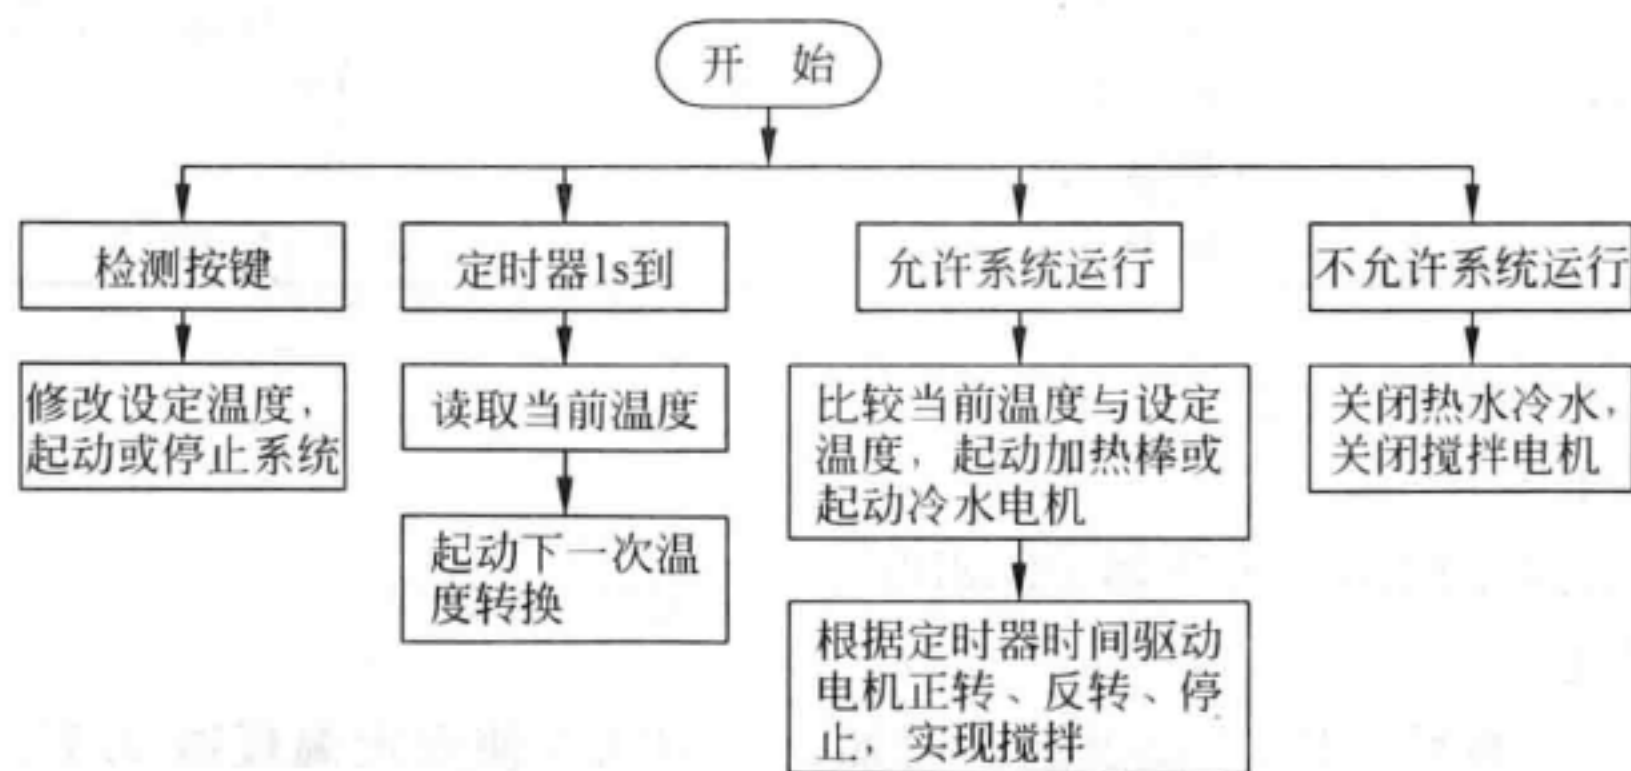 开 始
检测按键
定时器1s到
允许系统运行
不允许系统运行
修改设定温度，
起动或停止系统
读取当前温度
比较当前温度与设定
温度，起动加热棒或
起动冷水电机
关闭热水冷水，
关闭搅拌电机
起动下一次温
度转换
根据定时器时间驱动
电机正转、反转、停
止，实现搅拌